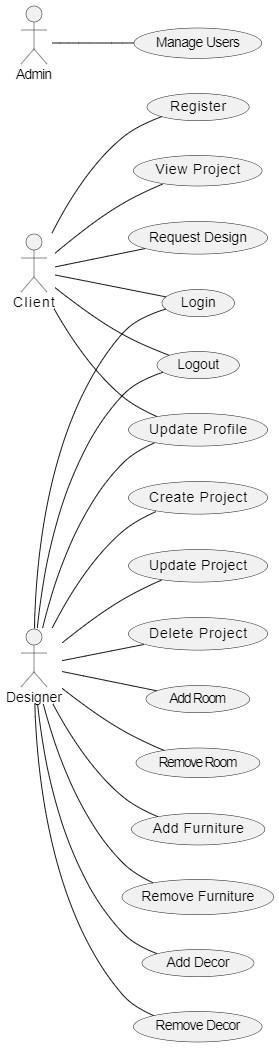 Manage Users
Admin
Register
View Project
Request Design
Client
Login
Logout
Update Profile
Create Project
Update Project
Delete Project
Designer
Add Room
Remove Room
Add Furniture
Remove Furniture
Add Decor
Remove Decor